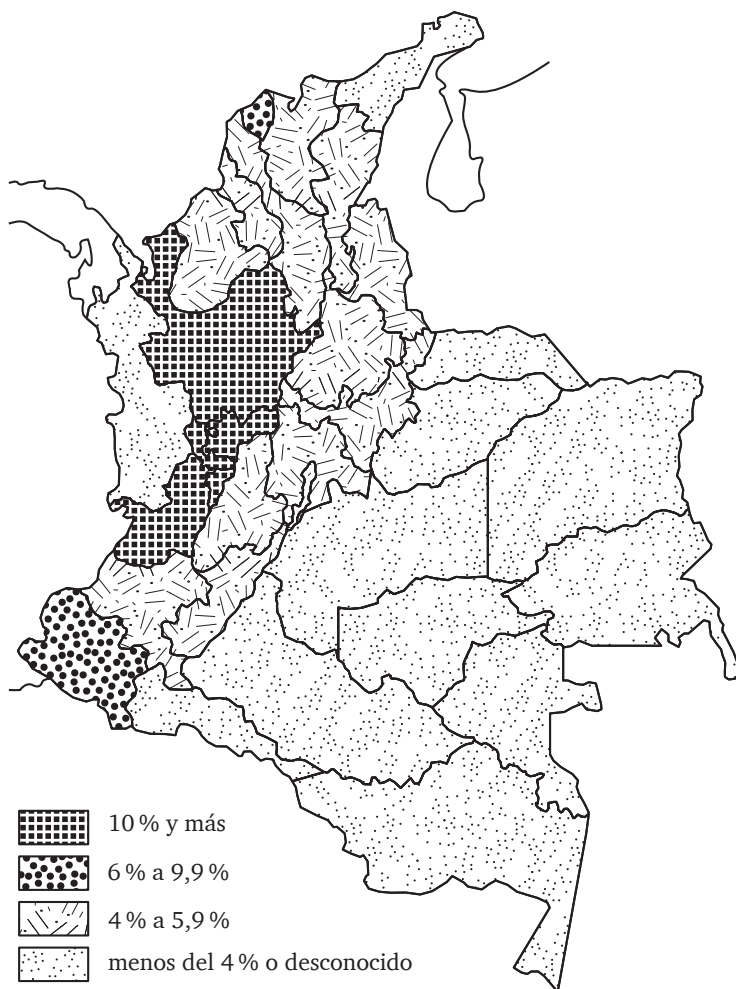 10 % y más
6 % a 9,9 %
4 % a 5,9 %
menos del 4 % o desconocido